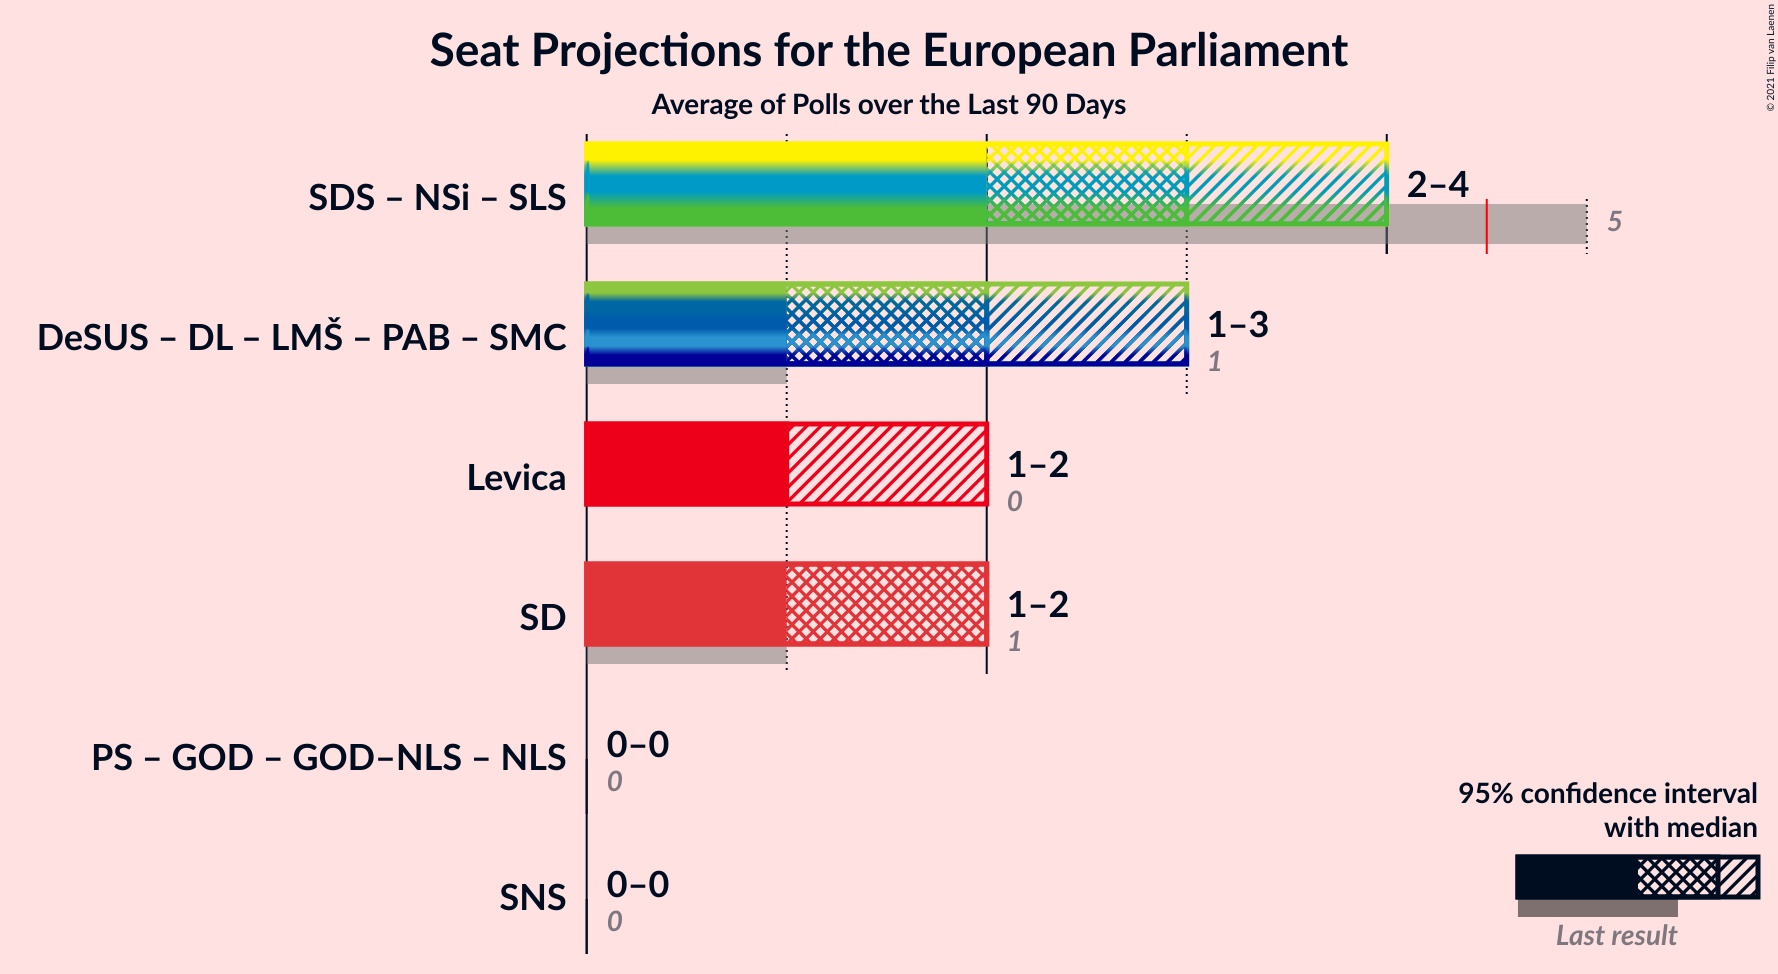 Seat Projections for the European Parliament
Average of Polls over the Last 90 Days
© 2021 Filip van Laenen
SDS – NSi – SLS
2–4
5
DeSUS – DL – LMŠ – PAB – SMC
1–3
1
Levica
1–2
0
SD
1–2
1
PS – GOD – GOD–NLS – NLS
0–0
0
SNS
0–0
0
95% confidence interval
with median
Last result